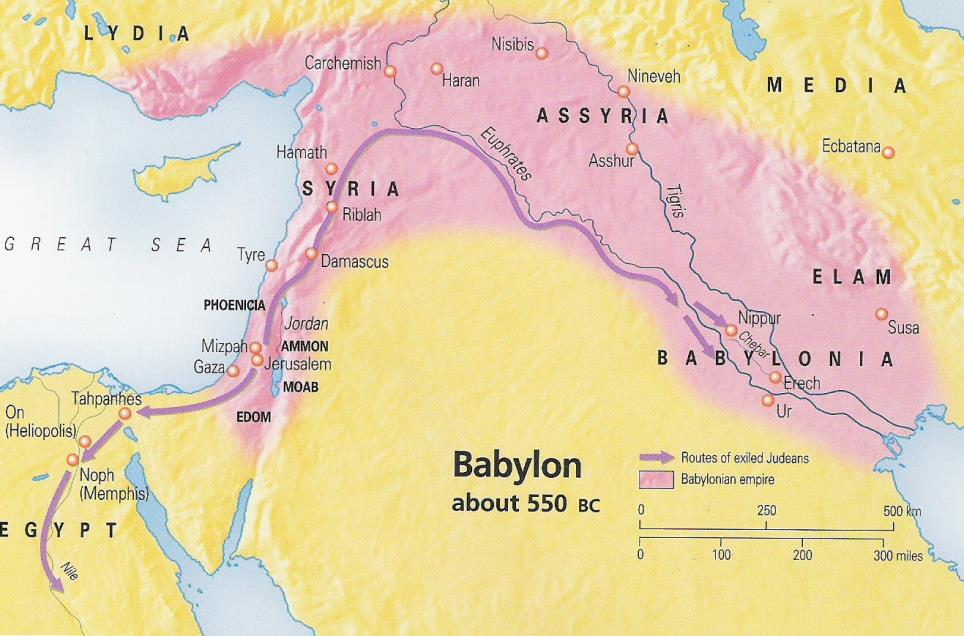 LYDIA
Nisibis
Carchemish
Haran
Nineveh
MEDIA
ASSYRIA
Ecbatana
Hamath
Euphrates
Asshur
SYRIA
Tigris
Riblah
GREAT SEA
Tyre
Damascus
ELAM
PHOENICIA
Jordan
Nippur
Susa
Mizpah
AMMON
Chebar
Jerusalem
BABYLONIA
Gaza
MOAB
Erech
Tahpanhes
Ur
On
(Heliopolis)
EDOM
Noph
(Memphis)
EGYPT
Nile
Babylon
about 550 BC
Routes of exiled Judeans
Babylonian empire
0 250 500 km
0 100 200 300 miles